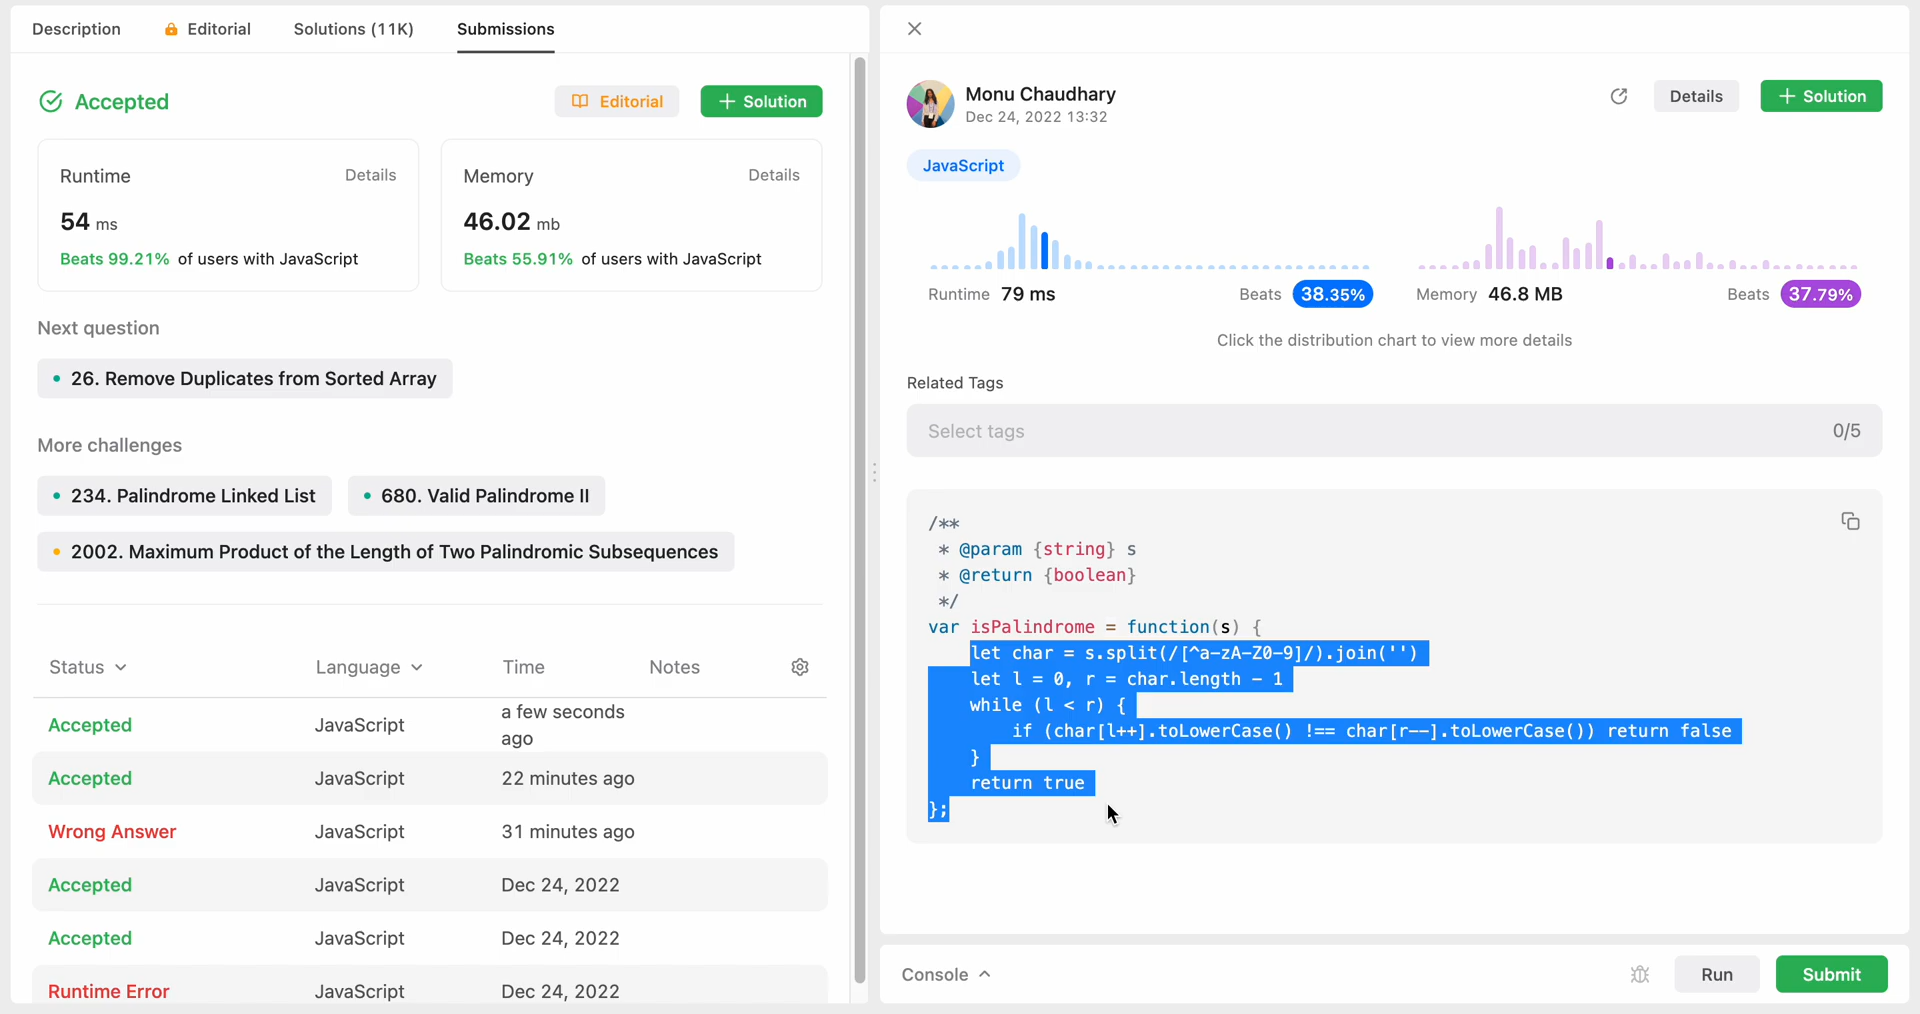 Description
Editorial
Solutions (11K)
Submissions
Accepted
Editorial
+ Solution
Runtime
Details
54 ms
Beats 99.21% of users with JavaScript
Memory
Details
46.02 mb
Beats 55.91% of users with JavaScript
Next question
• 26. Remove Duplicates from Sorted Array
More challenges
• 234. Palindrome Linked List
• 680. Valid Palindrome II
• 2002. Maximum Product of the Length of Two Palindromic Subsequences
Status Language Time Notes
Accepted JavaScript a few seconds
ago
Accepted JavaScript 22 minutes ago
Wrong Answer JavaScript 31 minutes ago
Accepted JavaScript Dec 24, 2022
Accepted JavaScript Dec 24, 2022
Runtime Error JavaScript Dec 24, 2022
Monu Chaudhary
Dec 24, 2022 13:32
Details
+ Solution
JavaScript
Runtime 79 ms
Beats 38.35%
Memory 46.8 MB
Beats 37.79%
Click the distribution chart to view more details
Related Tags
Select tags
0/5
/**
 * @param {string} s
 * @return {boolean}
 */
var isPalindrome = function(s) {
    let char = s.split(/[^a-zA-Z0-9]/).join('')
    let l = 0, r = char.length - 1
    while (l < r) {
        if (char[l++].toLowerCase() !== char[r--].toLowerCase()) return false
    }
    return true
};
Console
Run
Submit